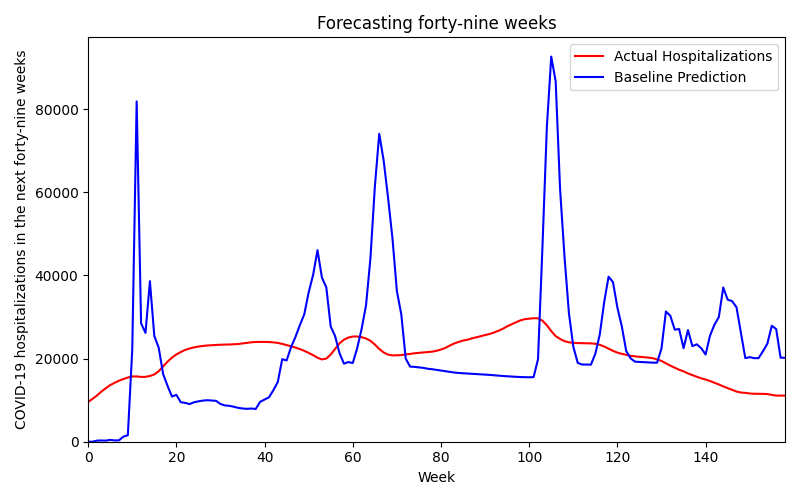 Forecasting forty-nine weeks
COVID-19 hospitalizations in the next forty-nine weeks
80000
60000
40000
20000
0
0 20 40 60 80 100 120 140
Week
Actual Hospitalizations
Baseline Prediction